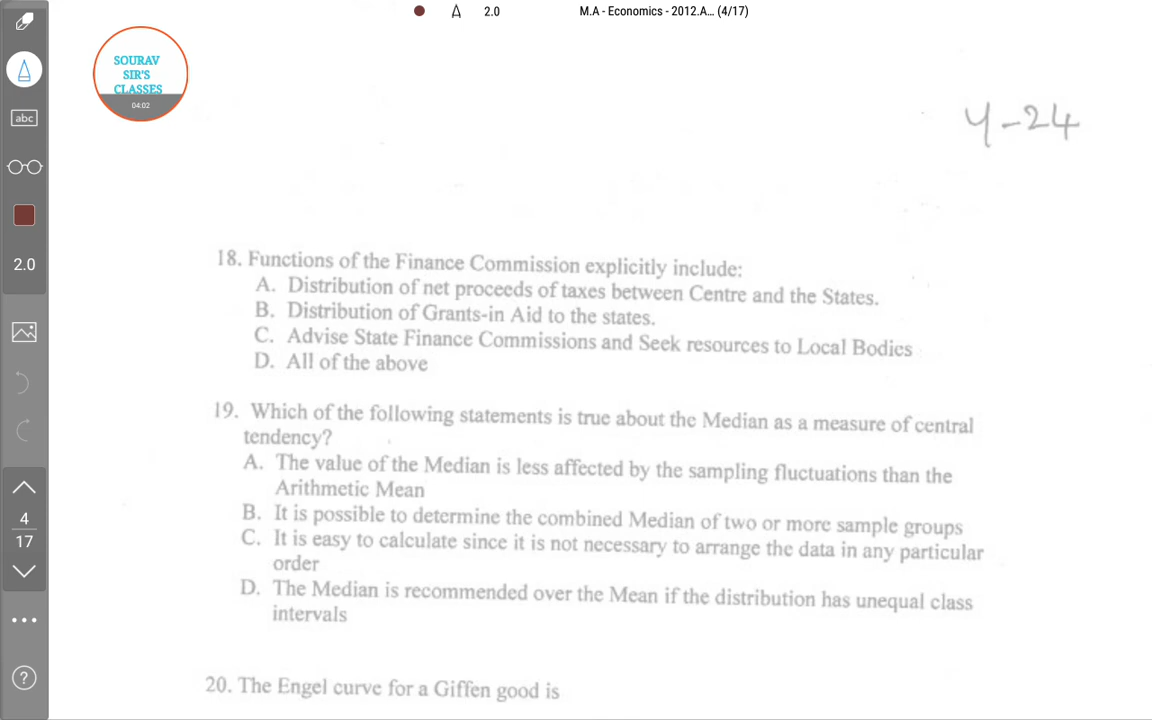 2.0
M.A - Economics - 2012.A... (4/17)
SOURAV
SIR'S
CLASSES
04:02
abc
2.0
4
17
?
Y-24
18. Functions of the Finance Commission explicitly include:
A. Distribution of net proceeds of taxes between Centre and the States.
B. Distribution of Grants-in Aid to the states.
C. Advise State Finance Commissions and Seek resources to Local Bodies
D. All of the above
19. Which of the following statements is true about the Median as a measure of central
tendency?
A. The value of the Median is less affected by the sampling fluctuations than the
Arithmetic Mean
B. It is possible to determine the combined Median of two or more sample groups
C. It is easy to calculate since it is not necessary to arrange the data in any particular
order
D. The Median is recommended over the Mean if the distribution has unequal class
intervals
20. The Engel curve for a Giffen good is